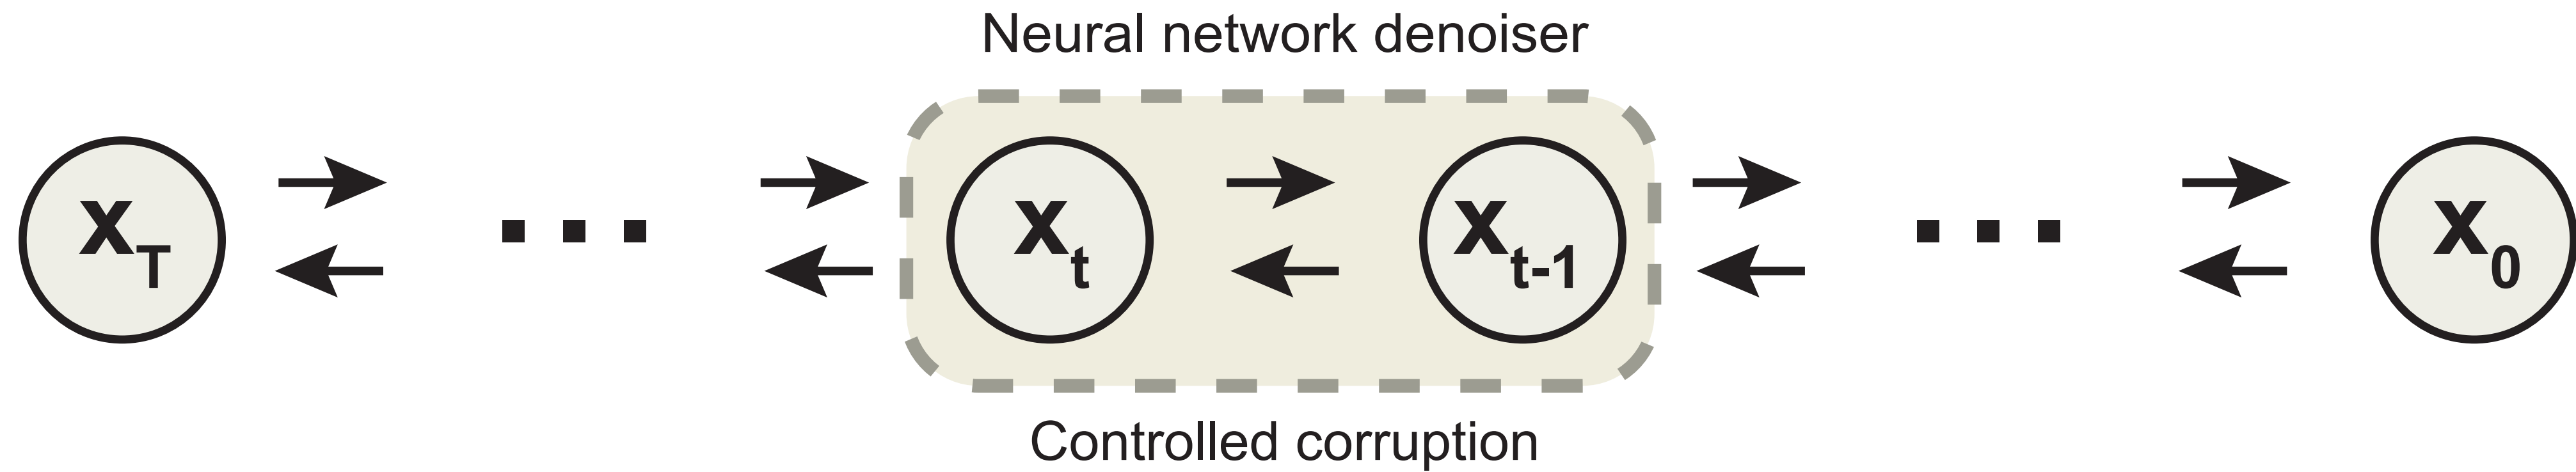 Neural network denoiser
x_T ... x_t x_t-1 ... x_0
Controlled corruption